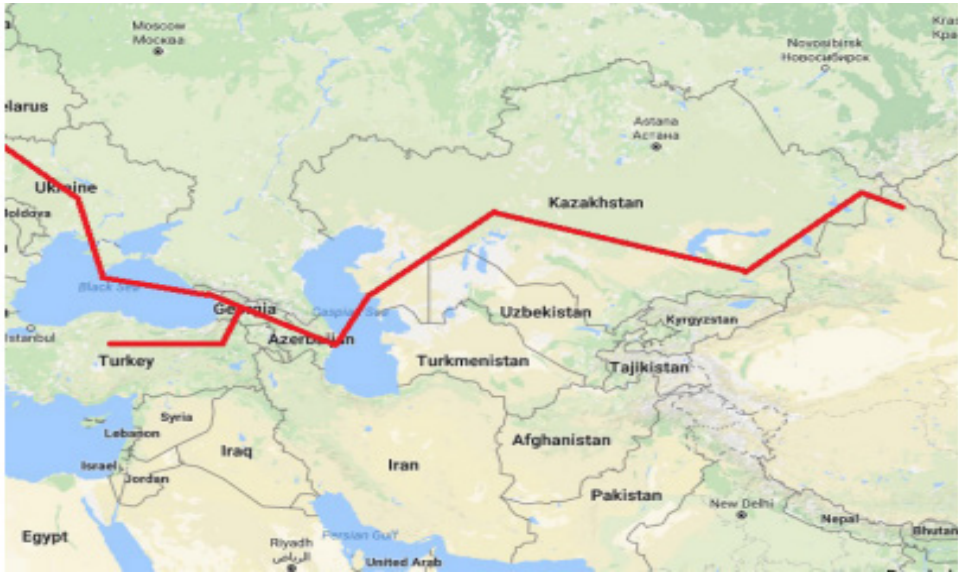 Moscow
Москва
Novosibirsk
Новосибирск
elarus
Astana
Астана
Ukraine
Kazakhstan
oldova
Black Sea
Georgia
Caspian Sea
Uzbekistan
Kyrgyzstan
Istanbul
Azerbaijan
Turkey
Turkmenistan
Tajikistan
Syria
Lebanon
Afghanistan
Iraq
Iran
Israel
Jordan
Pakistan
New Delhi
Nepal
Bhutan
Egypt
Persian Gulf
Riyadh
الرياض
United Arab